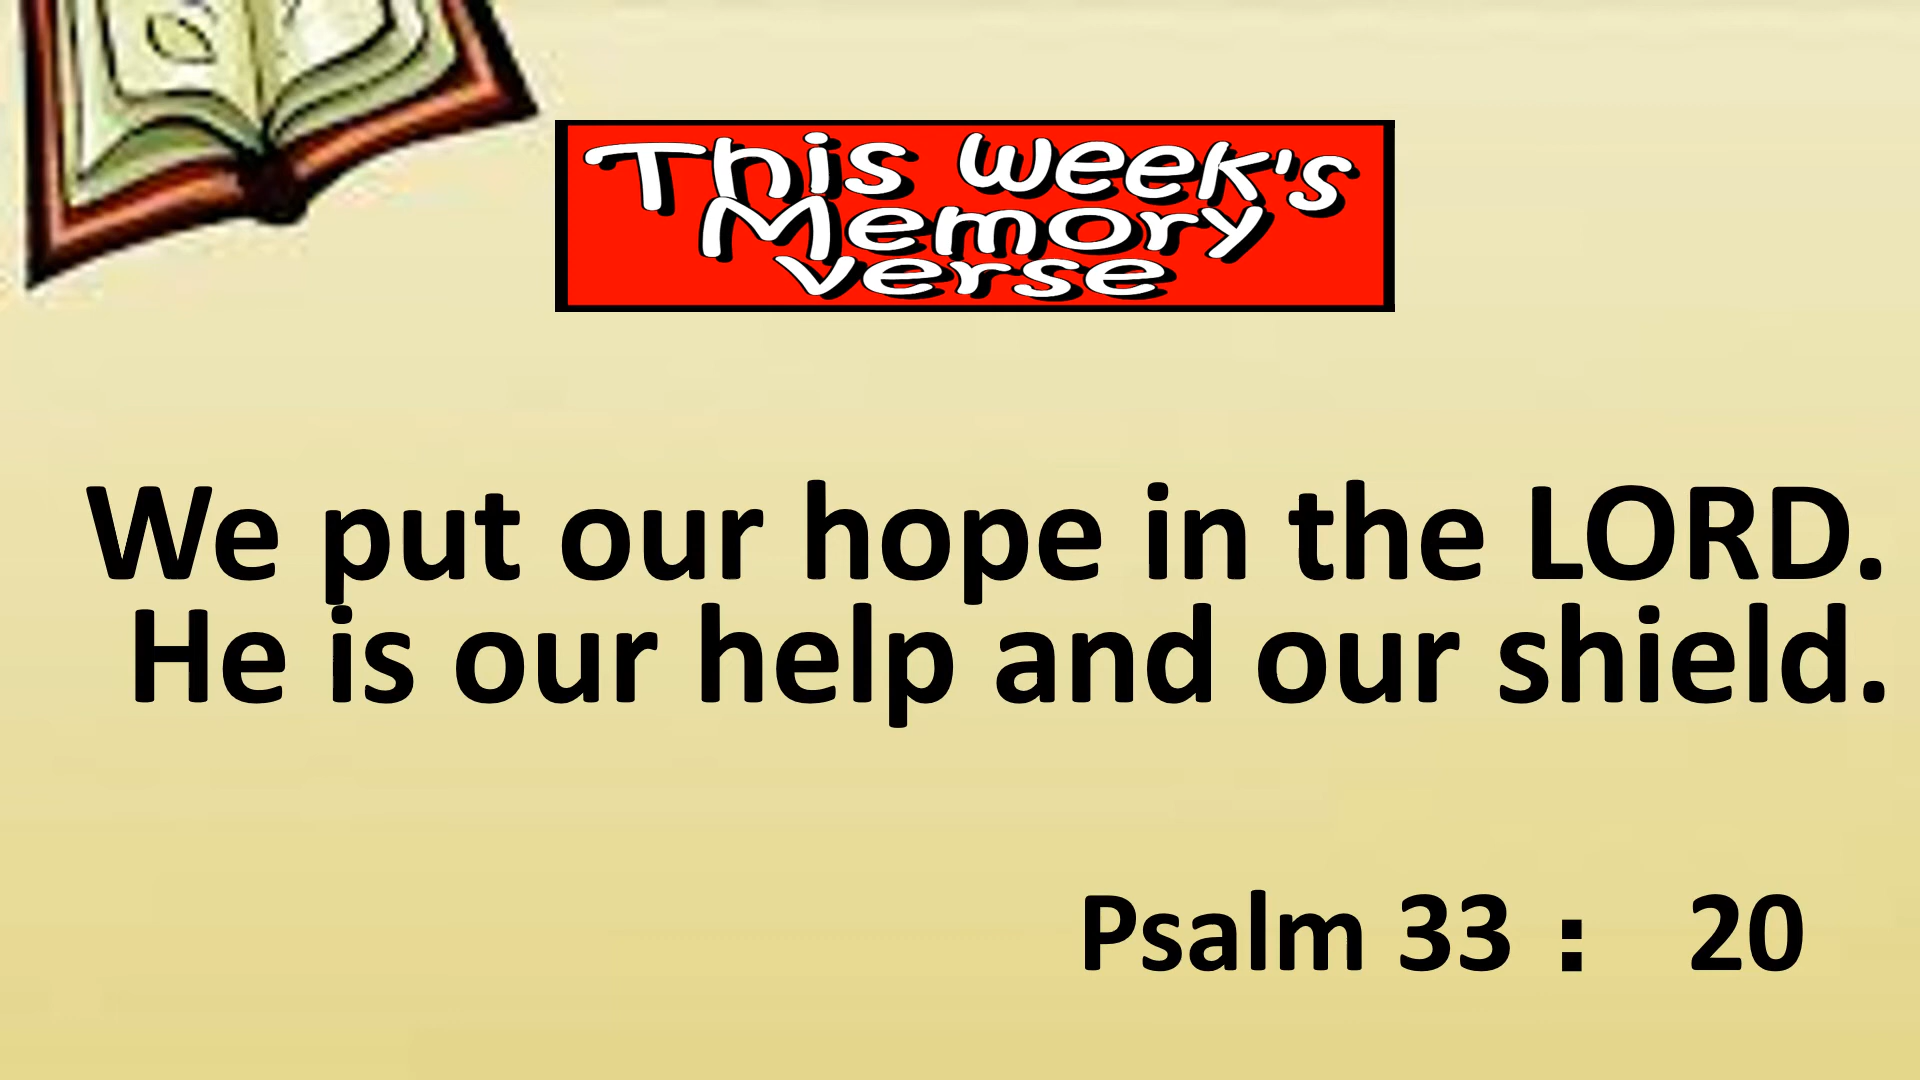 This week's
Memory
verse
We put our hope in the LORD.
He is our help and our shield.
Psalm 33 : 20